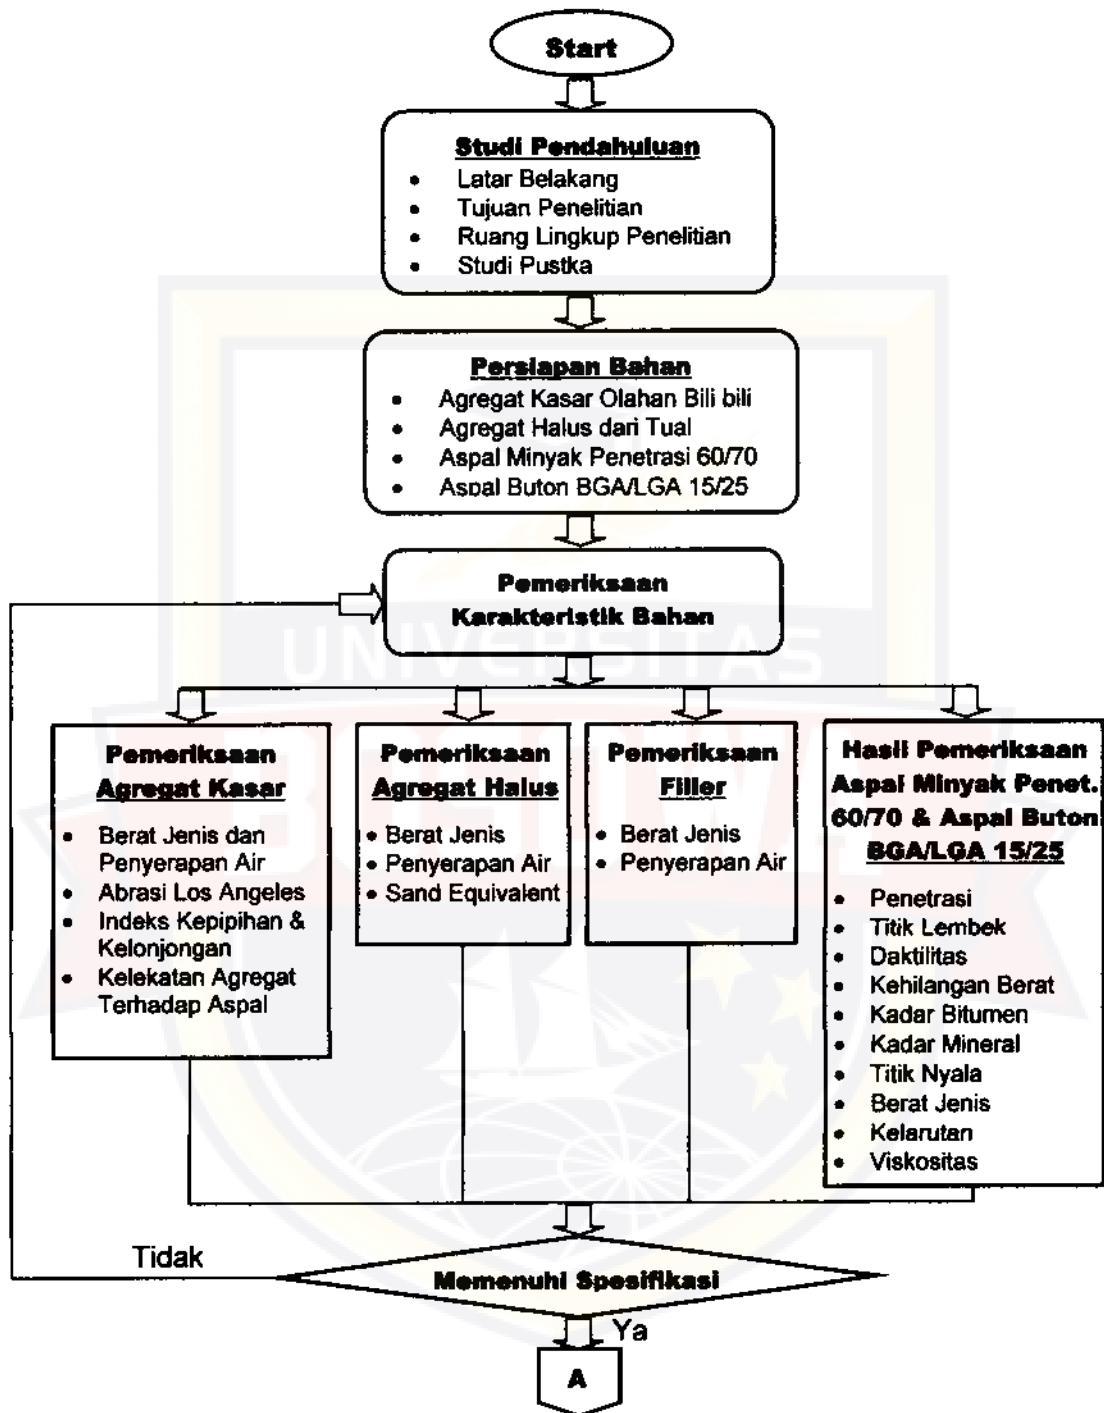 Start
Studi Pendahuluan
• Latar Belakang
• Tujuan Penelitian
• Ruang Lingkup Penelitian
• Studi Pustka
Persiapan Bahan
• Agregat Kasar Olahan Bili bili
• Agregat Halus dari Tual
• Aspal Minyak Penetrasi 60/70
• Aspal Buton BGA/LGA 15/25
Pemeriksaan
Karakteristik Bahan
UNIVERSITAS
BOSOWA
Pemeriksaan
Agregat Kasar
• Berat Jenis dan
Penyerapan Air
• Abrasi Los Angeles
• Indeks Kepipihan &
Kelonjongan
• Kelekatan Agregat
Terhadap Aspal
Pemeriksaan
Agregat Halus
• Berat Jenis
• Penyerapan Air
• Sand Equivalent
Pemeriksaan
Filler
• Berat Jenis
• Penyerapan Air
Hasil Pemeriksaan
Aspal Minyak Penet.
60/70 & Aspal Buton
BGA/LGA 15/25
• Penetrasi
• Titik Lembek
• Daktilitas
• Kehilangan Berat
• Kadar Bitumen
• Kadar Mineral
• Titik Nyala
• Berat Jenis
• Kelarutan
• Viskositas
Tidak
Memenuhi Spesifikasi
Ya
A